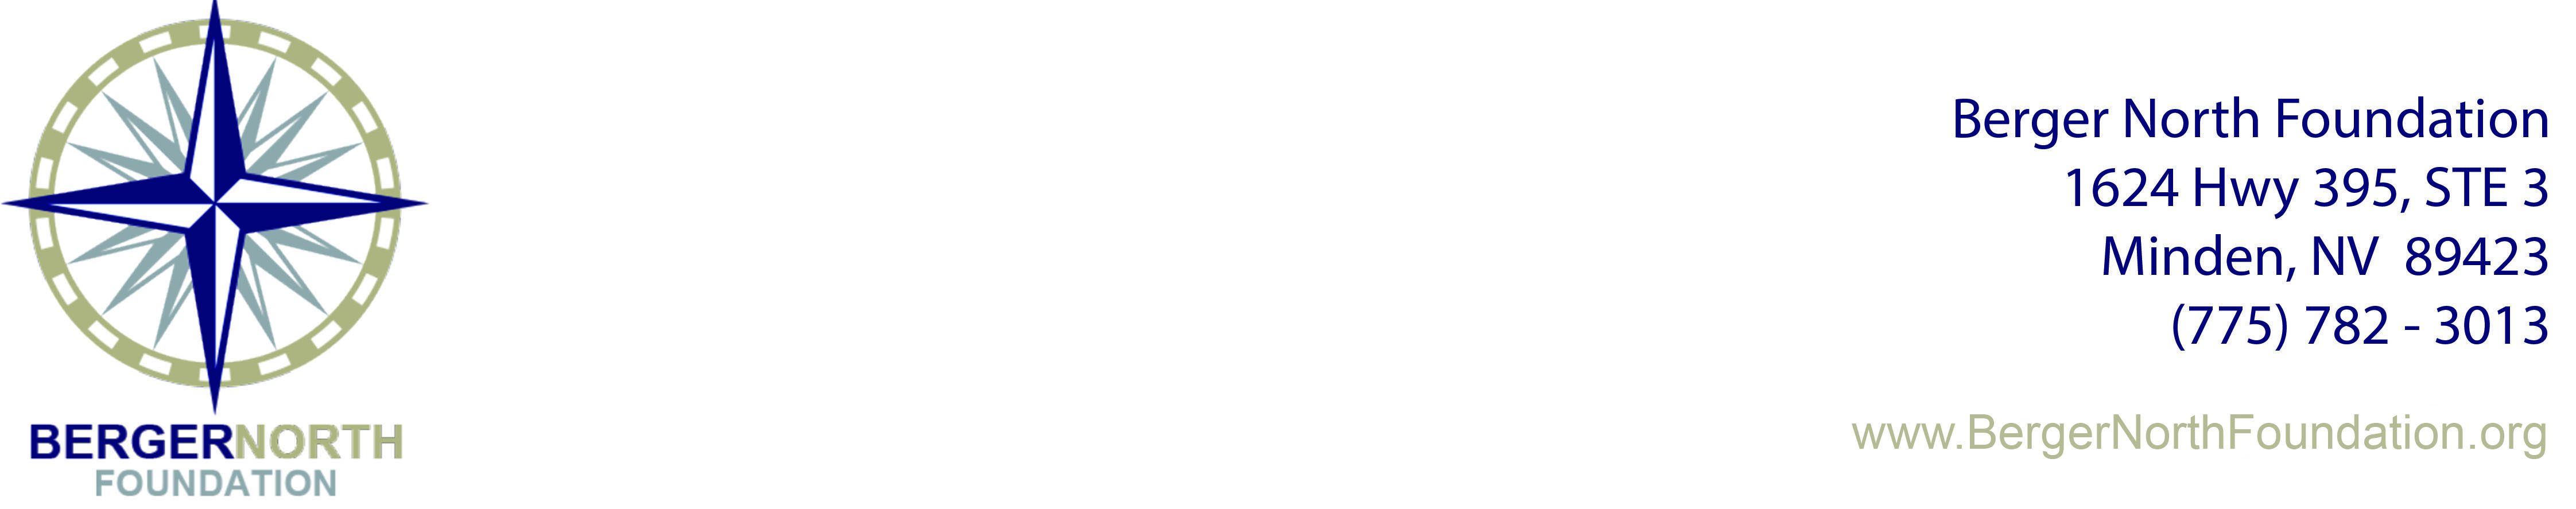 Berger North Foundation
1624 Hwy 395, STE 3
Minden, NV  89423
(775) 782 - 3013
www.BergerNorthFoundation.org
BERGERNORTH
FOUNDATION